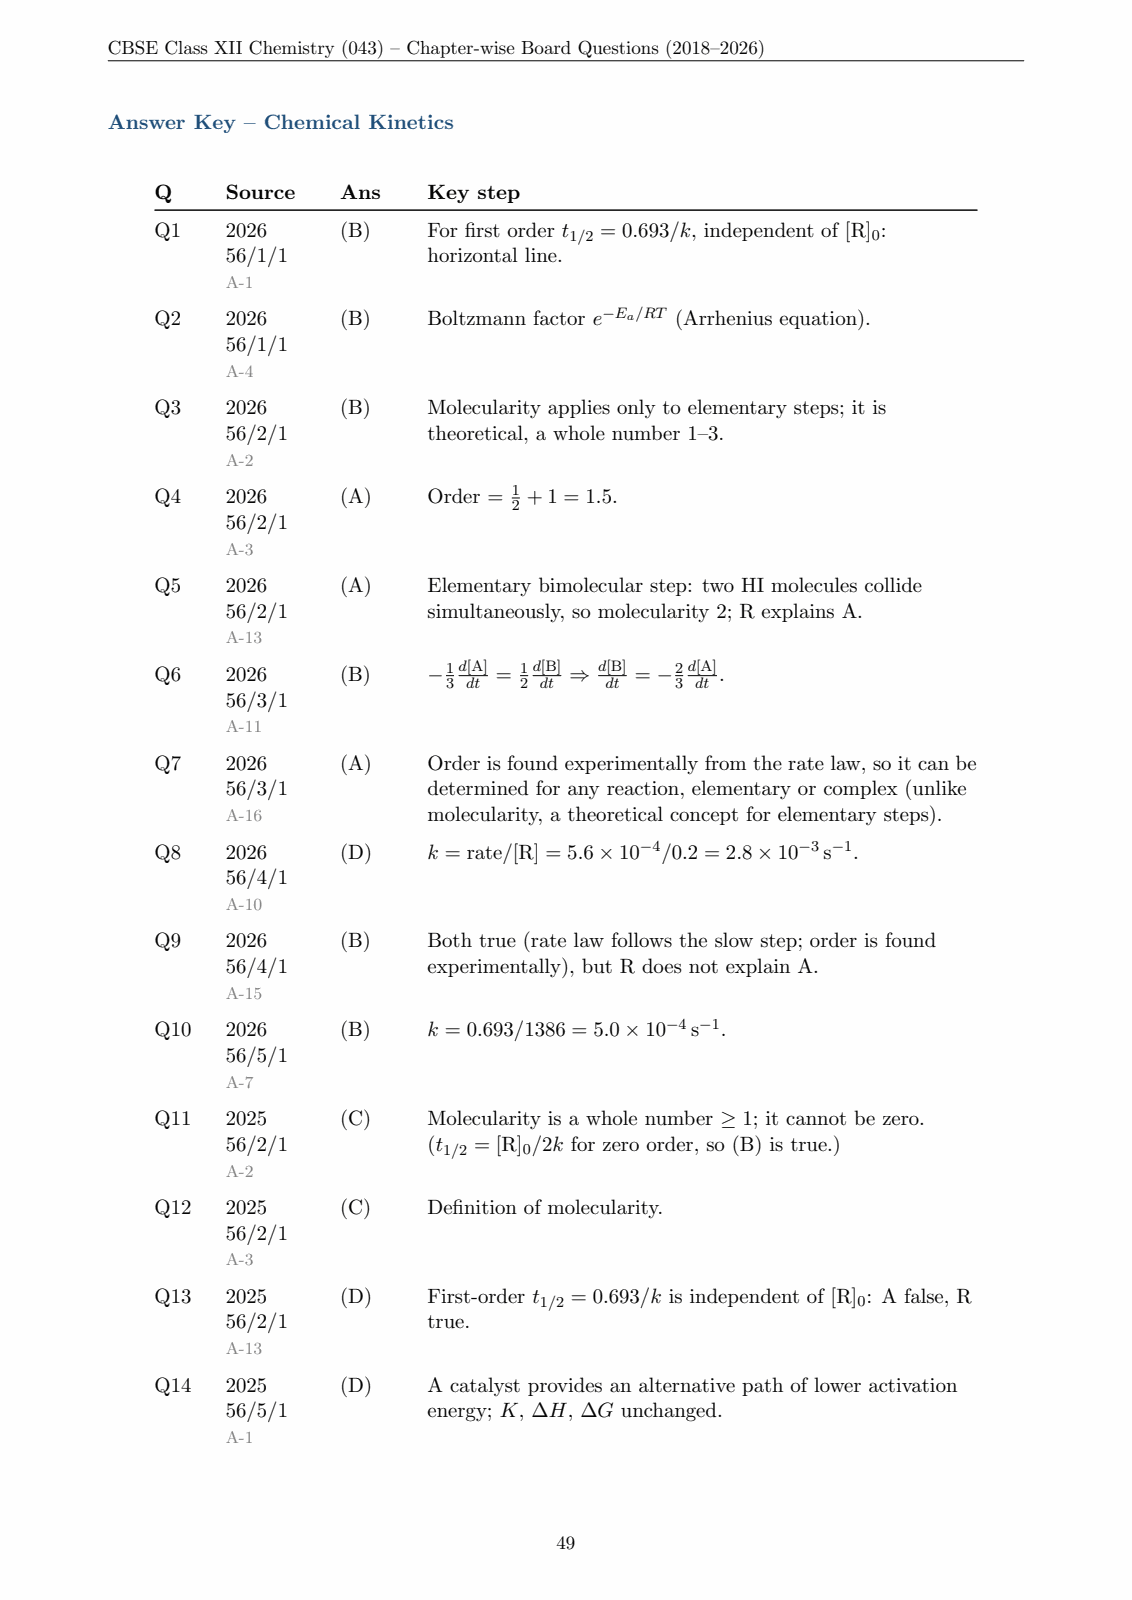 CBSE Class XII Chemistry (043) – Chapter-wise Board Questions (2018–2026)
Answer Key – Chemical Kinetics
Q Source Ans Key step
Q1 2026 (B) For first order t₁/₂ = 0.693/k, independent of [R]₀:
56/1/1 horizontal line.
A-1
Q2 2026 (B) Boltzmann factor e^{−Eₐ/RT} (Arrhenius equation).
56/1/1
A-4
Q3 2026 (B) Molecularity applies only to elementary steps; it is
56/2/1 theoretical, a whole number 1–3.
A-2
Q4 2026 (A) Order = 1/2 + 1 = 1.5.
56/2/1
A-3
Q5 2026 (A) Elementary bimolecular step: two HI molecules collide
56/2/1 simultaneously, so molecularity 2; R explains A.
A-13
Q6 2026 (B) −1/3 d[A]/dt = 1/2 d[B]/dt ⇒ d[B]/dt = −2/3 d[A]/dt.
56/3/1
A-11
Q7 2026 (A) Order is found experimentally from the rate law, so it can be
56/3/1 determined for any reaction, elementary or complex (unlike
A-16 molecularity, a theoretical concept for elementary steps).
Q8 2026 (D) k = rate/[R] = 5.6 × 10⁻⁴/0.2 = 2.8 × 10⁻³ s⁻¹.
56/4/1
A-10
Q9 2026 (B) Both true (rate law follows the slow step; order is found
56/4/1 experimentally), but R does not explain A.
A-15
Q10 2026 (B) k = 0.693/1386 = 5.0 × 10⁻⁴ s⁻¹.
56/5/1
A-7
Q11 2025 (C) Molecularity is a whole number ≥ 1; it cannot be zero.
56/2/1 (t₁/₂ = [R]₀/2k for zero order, so (B) is true.)
A-2
Q12 2025 (C) Definition of molecularity.
56/2/1
A-3
Q13 2025 (D) First-order t₁/₂ = 0.693/k is independent of [R]₀: A false, R
56/2/1 true.
A-13
Q14 2025 (D) A catalyst provides an alternative path of lower activation
56/5/1 energy; K, ΔH, ΔG unchanged.
A-1
49